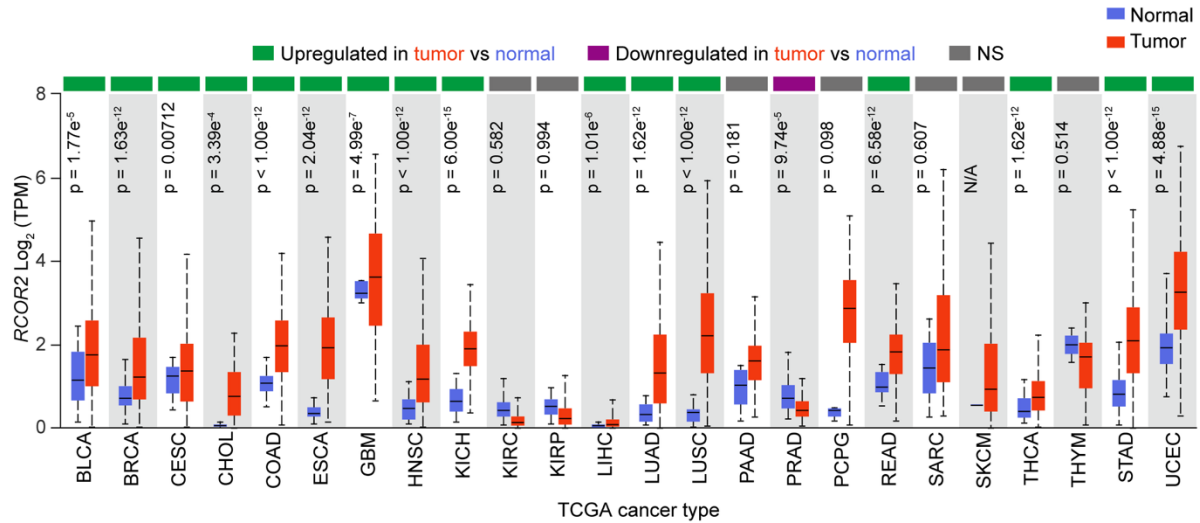 Normal
Tumor
Upregulated in tumor vs normal
Downregulated in tumor vs normal
NS
8
6
4
2
0
RCOR2 Log₂ (TPM)
p = 1.77e⁻⁵
p = 1.63e⁻¹²
p = 0.00712
p = 3.39e⁻⁴
p < 1.00e⁻¹²
p = 2.04e⁻¹²
p = 4.99e⁻⁷
p < 1.00e⁻¹²
p = 6.00e⁻¹⁵
p = 0.582
p = 0.994
p = 1.01e⁻⁶
p = 1.62e⁻¹²
p < 1.00e⁻¹²
p = 0.181
p = 9.74e⁻⁵
p = 0.098
p = 6.58e⁻¹²
p = 0.607
N/A
p = 1.62e⁻¹²
p = 0.514
p < 1.00e⁻¹²
p = 4.88e⁻¹⁵
BLCA
BRCA
CESC
CHOL
COAD
ESCA
GBM
HNSC
KICH
KIRC
KIRP
LIHC
LUAD
LUSC
PAAD
PRAD
PCPG
READ
SARC
SKCM
THCA
THYM
STAD
UCEC
TCGA cancer type